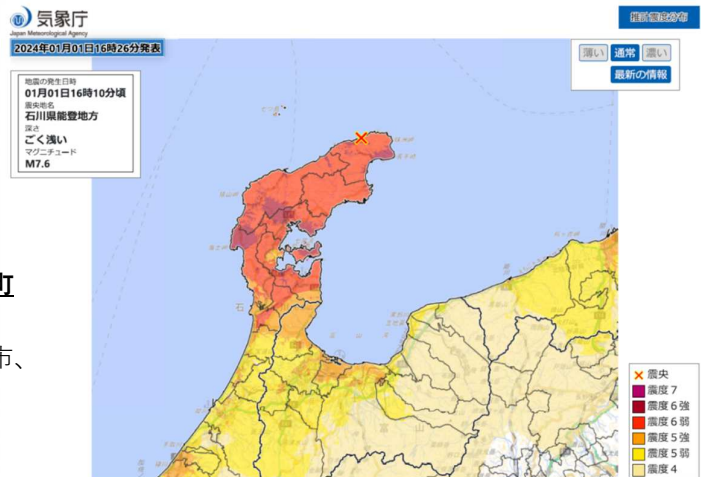 気象庁
Japan Meteorological Agency
推計震度分布
2024年01月01日16時26分発表
薄い 通常 濃い
最新の情報
地震の発生日時
01月01日16時10分頃
震央地名
石川県能登地方
深さ
ごく浅い
マグニチュード
M7.6
町
市、
石
富 山
震央
震度7
震度6強
震度6弱
震度5強
震度5弱
震度4